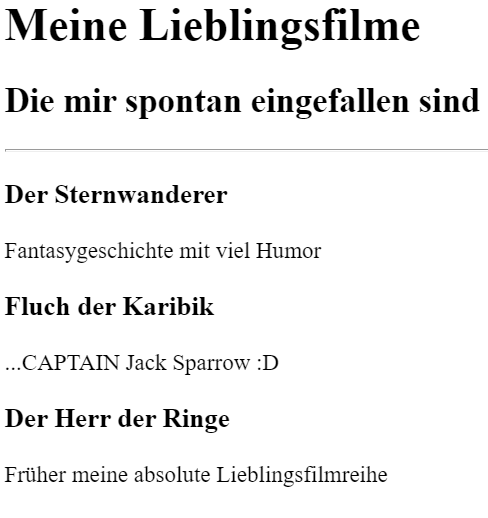 Meine Lieblingsfilme
Die mir spontan eingefallen sind
Der Sternwanderer
Fantasygeschichte mit viel Humor
Fluch der Karibik
...CAPTAIN Jack Sparrow :D
Der Herr der Ringe
Früher meine absolute Lieblingsfilmreihe